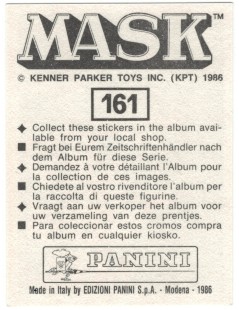 MASK™
© KENNER PARKER TOYS INC. (KPT) 1986
161
◆ Collect these stickers in the album avai-
lable from your local shop.
■ Fragt bei Eurem Zeitschriftenhändler nach
dem Album für diese Serie.
◆ Demandez à votre détaillant l'Album pour
la collection de ces images.
■ Chiedete al vostro rivenditore l'album per
la raccolta di queste figurine.
◆ Vraagt aan uw verkoper het album voor
uw verzameling van deze prentjes.
■ Para coleccionar estos cromos compra
tu album en cualquier kiosko.
PANINI
Made in Italy by EDIZIONI PANINI S.p.A. - Modena - 1986